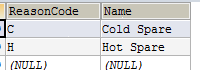 ReasonCode Name
C Cold Spare
H Hot Spare
(NULL) (NULL)